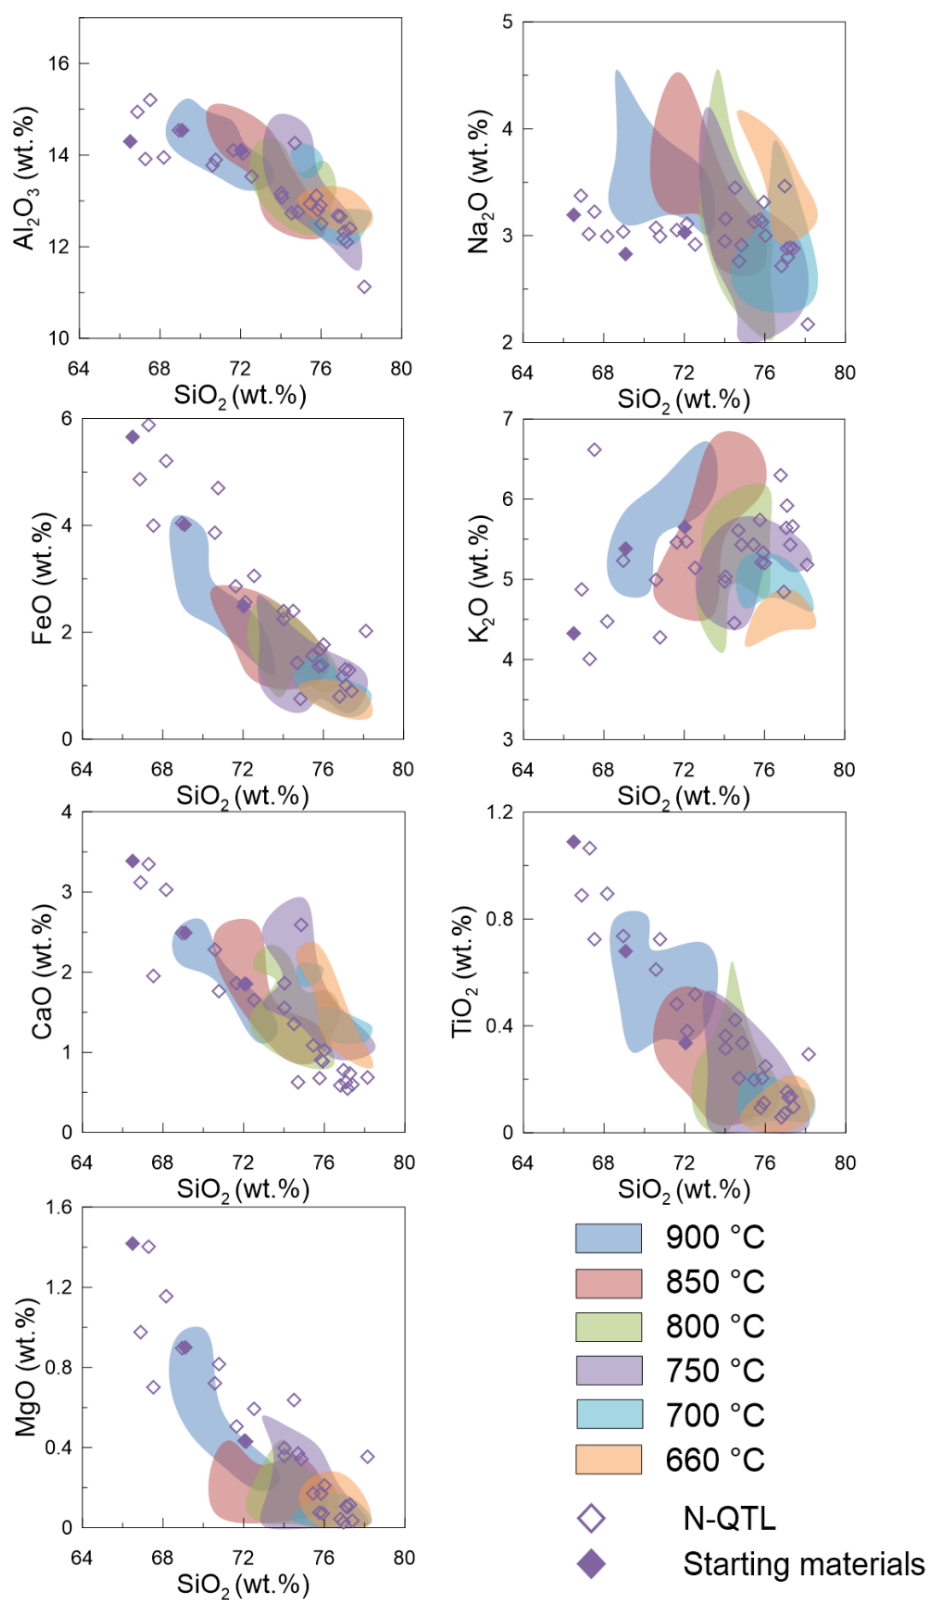 Al₂O₃ (wt.%)
16
14
12
10
64 68 72 76 80
SiO₂ (wt.%)
Na₂O (wt.%)
5
4
3
2
64 68 72 76 80
SiO₂ (wt.%)
FeO (wt.%)
6
4
2
0
64 68 72 76 80
SiO₂ (wt.%)
K₂O (wt.%)
7
6
5
4
3
64 68 72 76 80
SiO₂ (wt.%)
CaO (wt.%)
4
3
2
1
0
64 68 72 76 80
SiO₂ (wt.%)
TiO₂ (wt.%)
1.2
0.8
0.4
0
64 68 72 76 80
SiO₂ (wt.%)
MgO (wt.%)
1.6
1.2
0.8
0.4
0
64 68 72 76 80
SiO₂ (wt.%)
900 °C
850 °C
800 °C
750 °C
700 °C
660 °C
N-QTL
Starting materials